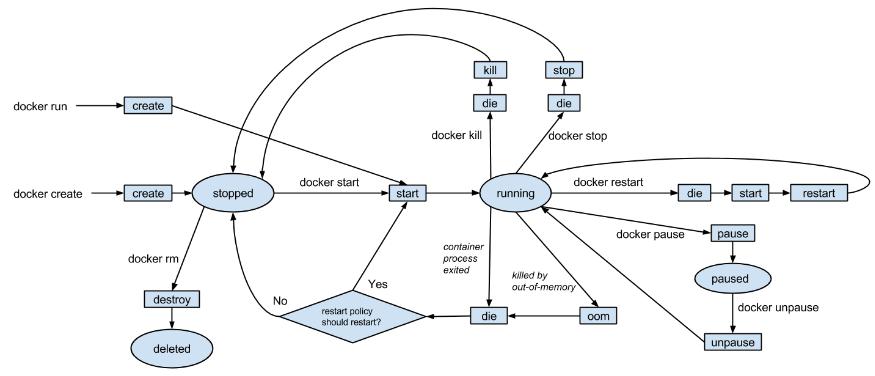 kill
stop
die
die
docker run
create
docker kill
docker stop
docker create
create
stopped
docker start
start
running
docker restart
die
start
restart
docker rm
container
process
exited
killed by
out-of-memory
docker pause
pause
paused
docker unpause
unpause
destroy
deleted
No
Yes
restart policy
should restart?
die
oom